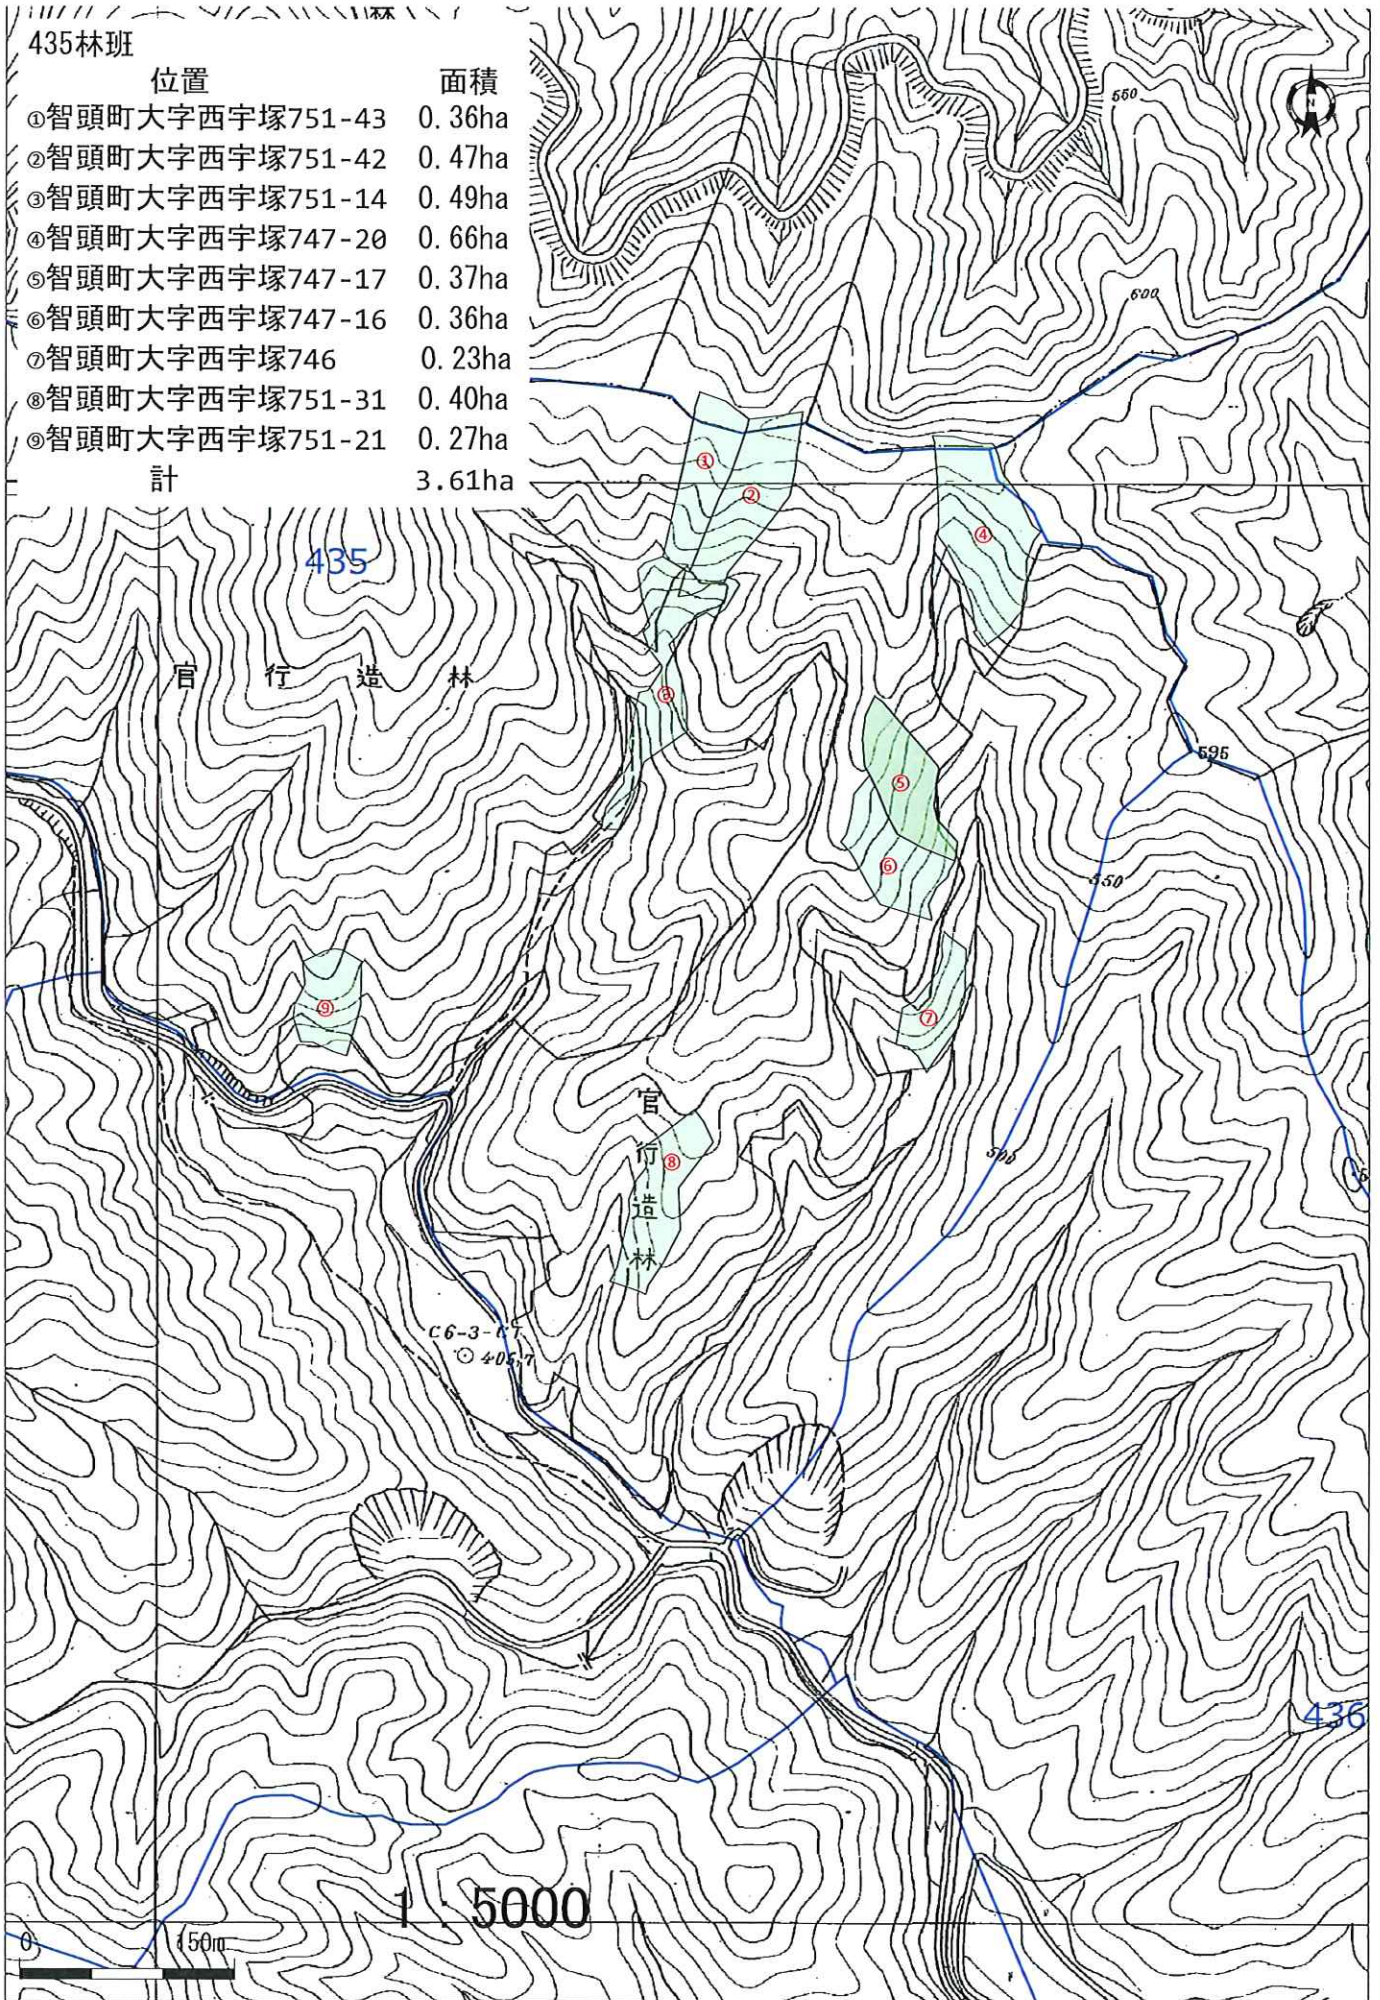 435林班
位置 面積
①智頭町大字西宇塚751-43 0.36ha
②智頭町大字西宇塚751-42 0.47ha
③智頭町大字西宇塚751-14 0.49ha
④智頭町大字西宇塚747-20 0.66ha
⑤智頭町大字西宇塚747-17 0.37ha
⑥智頭町大字西宇塚747-16 0.36ha
⑦智頭町大字西宇塚746 0.23ha
⑧智頭町大字西宇塚751-31 0.40ha
⑨智頭町大字西宇塚751-21 0.27ha
計 3.61ha
N
550
600
①
②
④
435
官行造林
③
595
⑤
⑥
550
⑨
⑦
官行造林
⑧
500
436
1:5000
0 150m